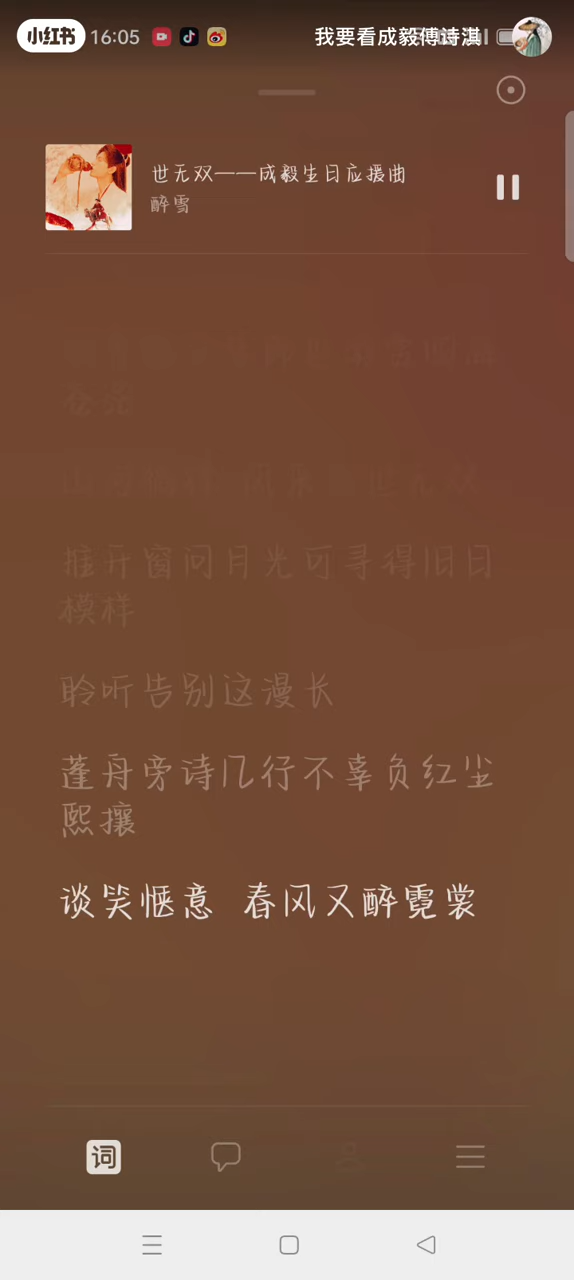 小红书 16:05 我要看成毅傅诗淇
世无双——成毅生日应援曲
醉雪
推开窗问月光可寻得旧日
模样
聆听告别这漫长
蓬舟旁诗几行不辜负红尘
熙攘
谈笑惬意 春风又醉霓裳
词